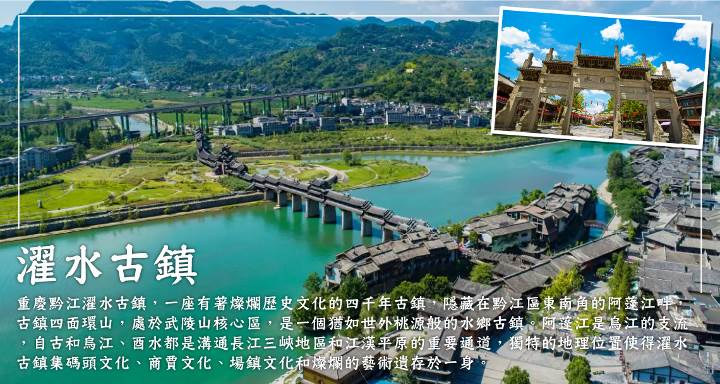 濯水古鎮
重慶黔江濯水古鎮，一座有著燦爛歷史文化的四千年古鎮，隱藏在黔江區東南角的阿蓬江畔，
古鎮四面環山，處於武陵山核心區，是一個猶如世外桃源般的水鄉古鎮。阿蓬江是烏江的支流
，自古和烏江、酉水都是溝通長江三峽地區和江漢平原的重要通道，獨特的地理位置使得濯水
古鎮集碼頭文化、商賈文化、場鎮文化和燦爛的藝術遺存於一身。